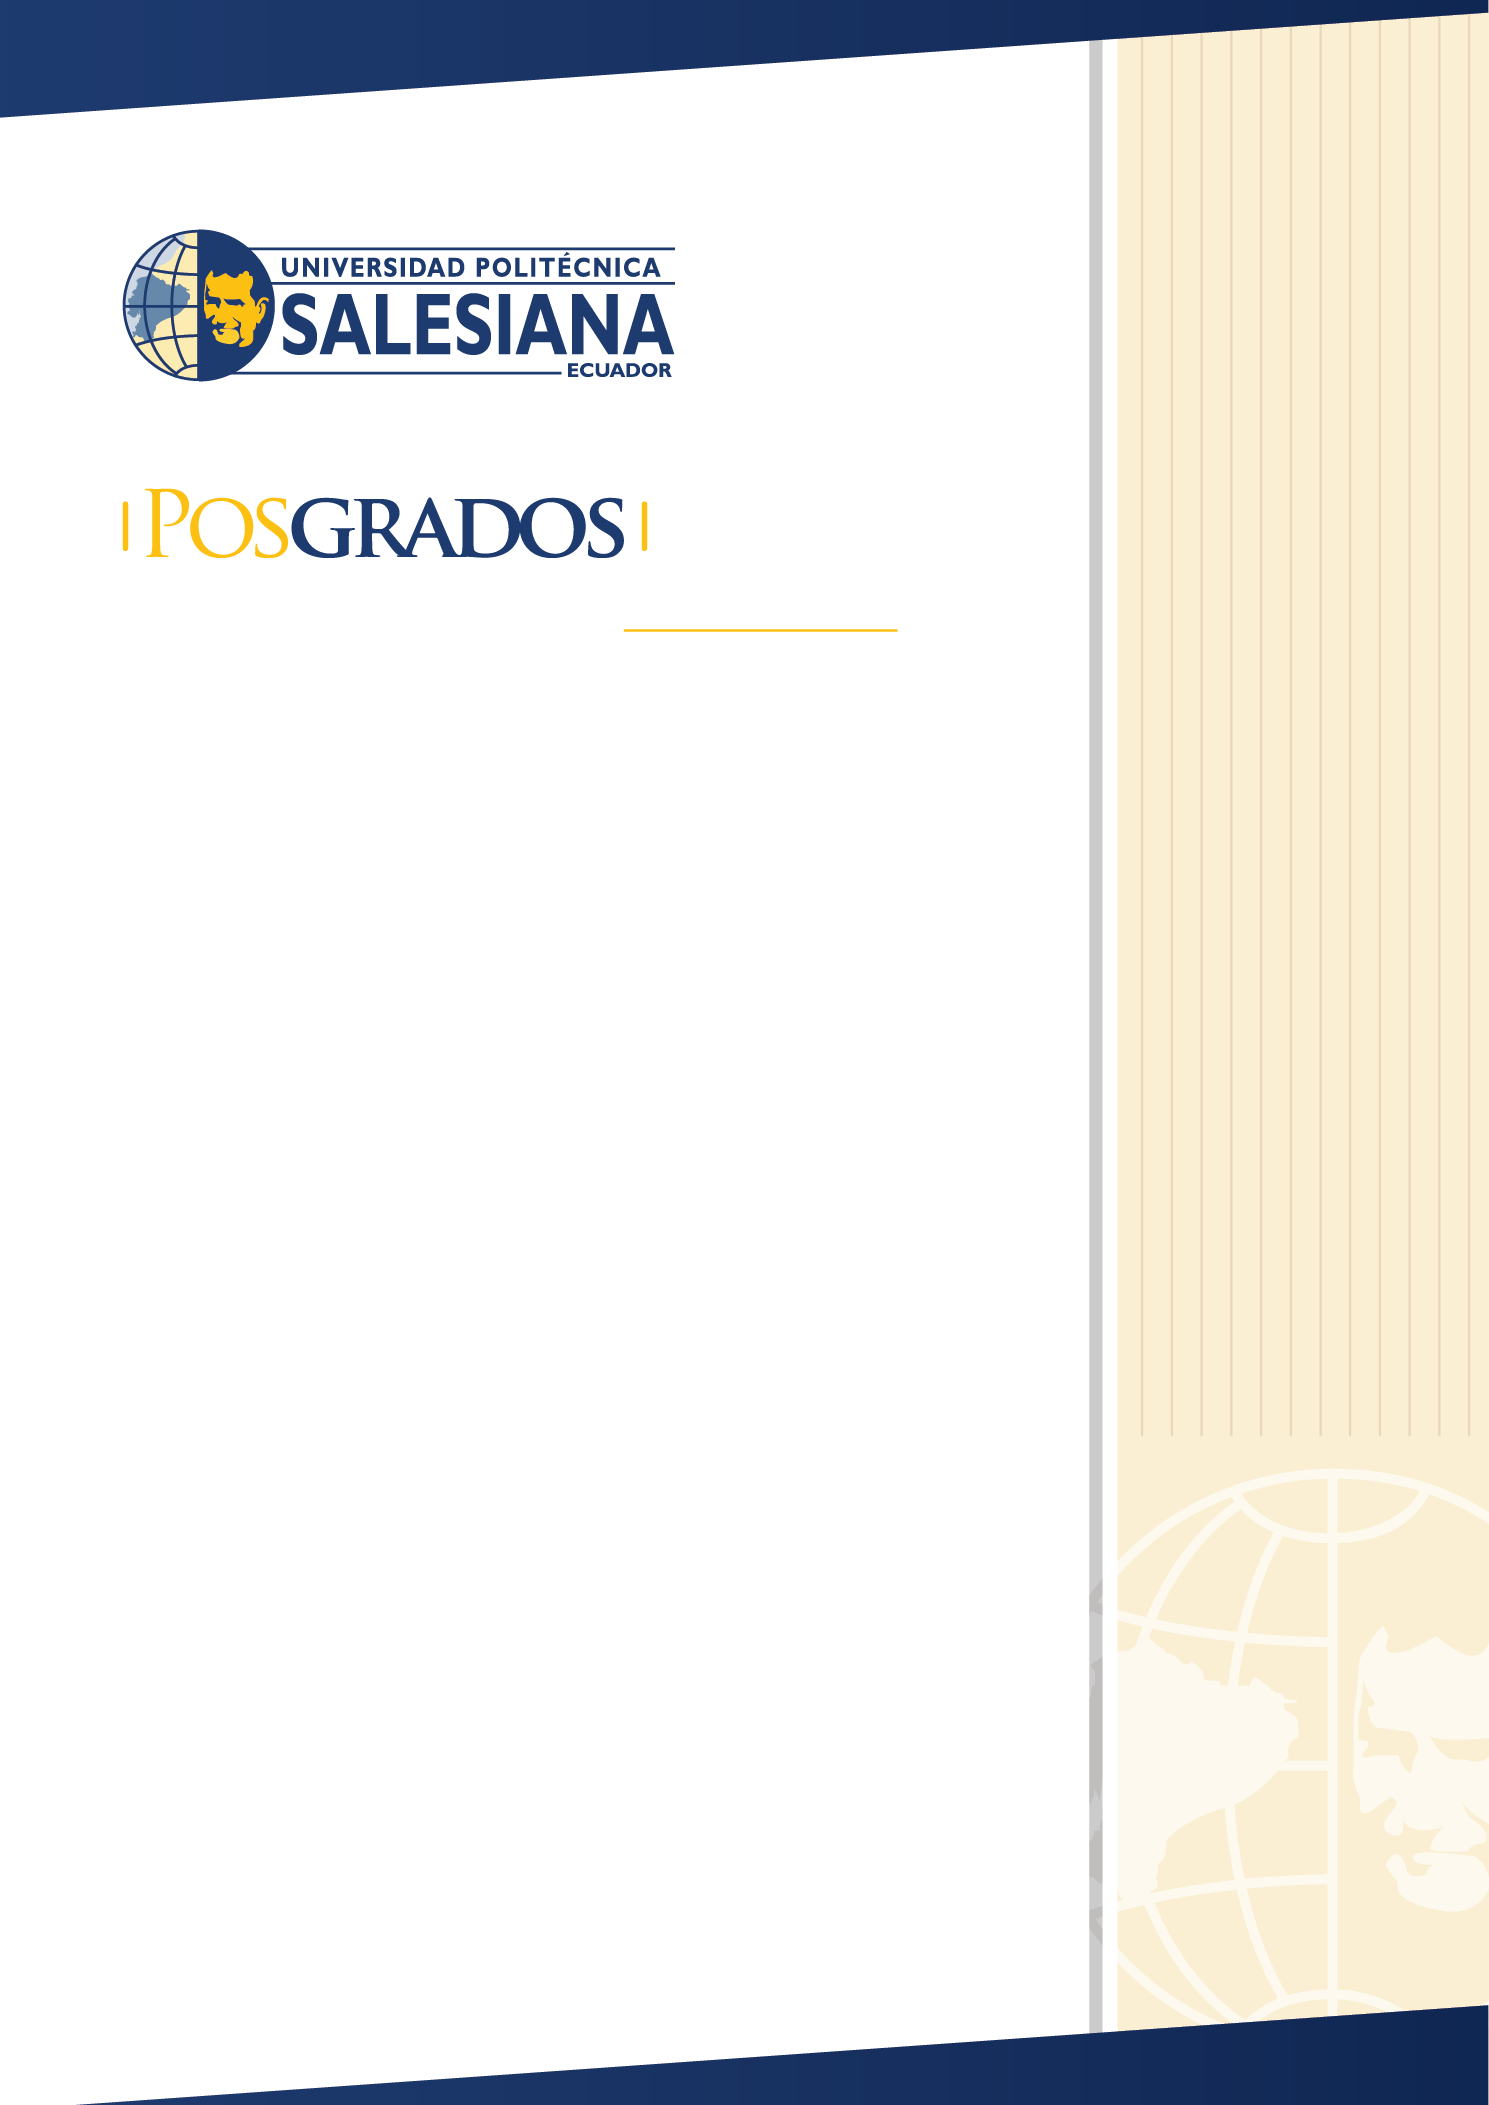 UNIVERSIDAD POLITÉCNICA
SALESIANA
ECUADOR
POSGRADOS